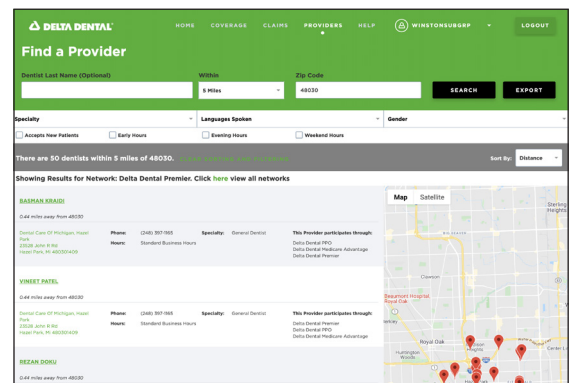 DELTA DENTAL
HOME COVERAGE CLAIMS PROVIDERS HELP WINSTONSUBGRP LOGOUT
Find a Provider
Dentist Last Name (Optional) Within Zip Code
5 Miles 48030 SEARCH EXPORT
Specialty Languages Spoken Gender
Accepts New Patients Early Hours Evening Hours Weekend Hours
There are 50 dentists within 5 miles of 48030. Sort By: Distance
Showing Results for Network: Delta Dental Premier. Click here view all networks
BASMAN KRAIDI
0.44 miles away from 48030
Dental Care Of Michigan, Hazel Park Phone: (248) 397-1165 Specialty: General Dentist This Provider participates through:
23528 John R Rd Hours: Standard Business Hours Delta Dental PPO
Hazel Park, MI 480301409 Delta Dental Medicare Advantage
Delta Dental Premier
VINEET PATEL
0.44 miles away from 48030
Dental Care Of Michigan, Hazel Park Phone: (248) 397-1165 Specialty: General Dentist This Provider participates through:
23528 John R Rd Hours: Standard Business Hours Delta Dental Premier
Hazel Park, MI 480301409 Delta Dental PPO
Delta Dental Medicare Advantage
REZAN DOKU
0.44 miles away from 48030
Map Satellite
Sterling
Heights
Clawson
Beaumont Hospital
Royal Oak
Royal Oak
Huntington
Woods